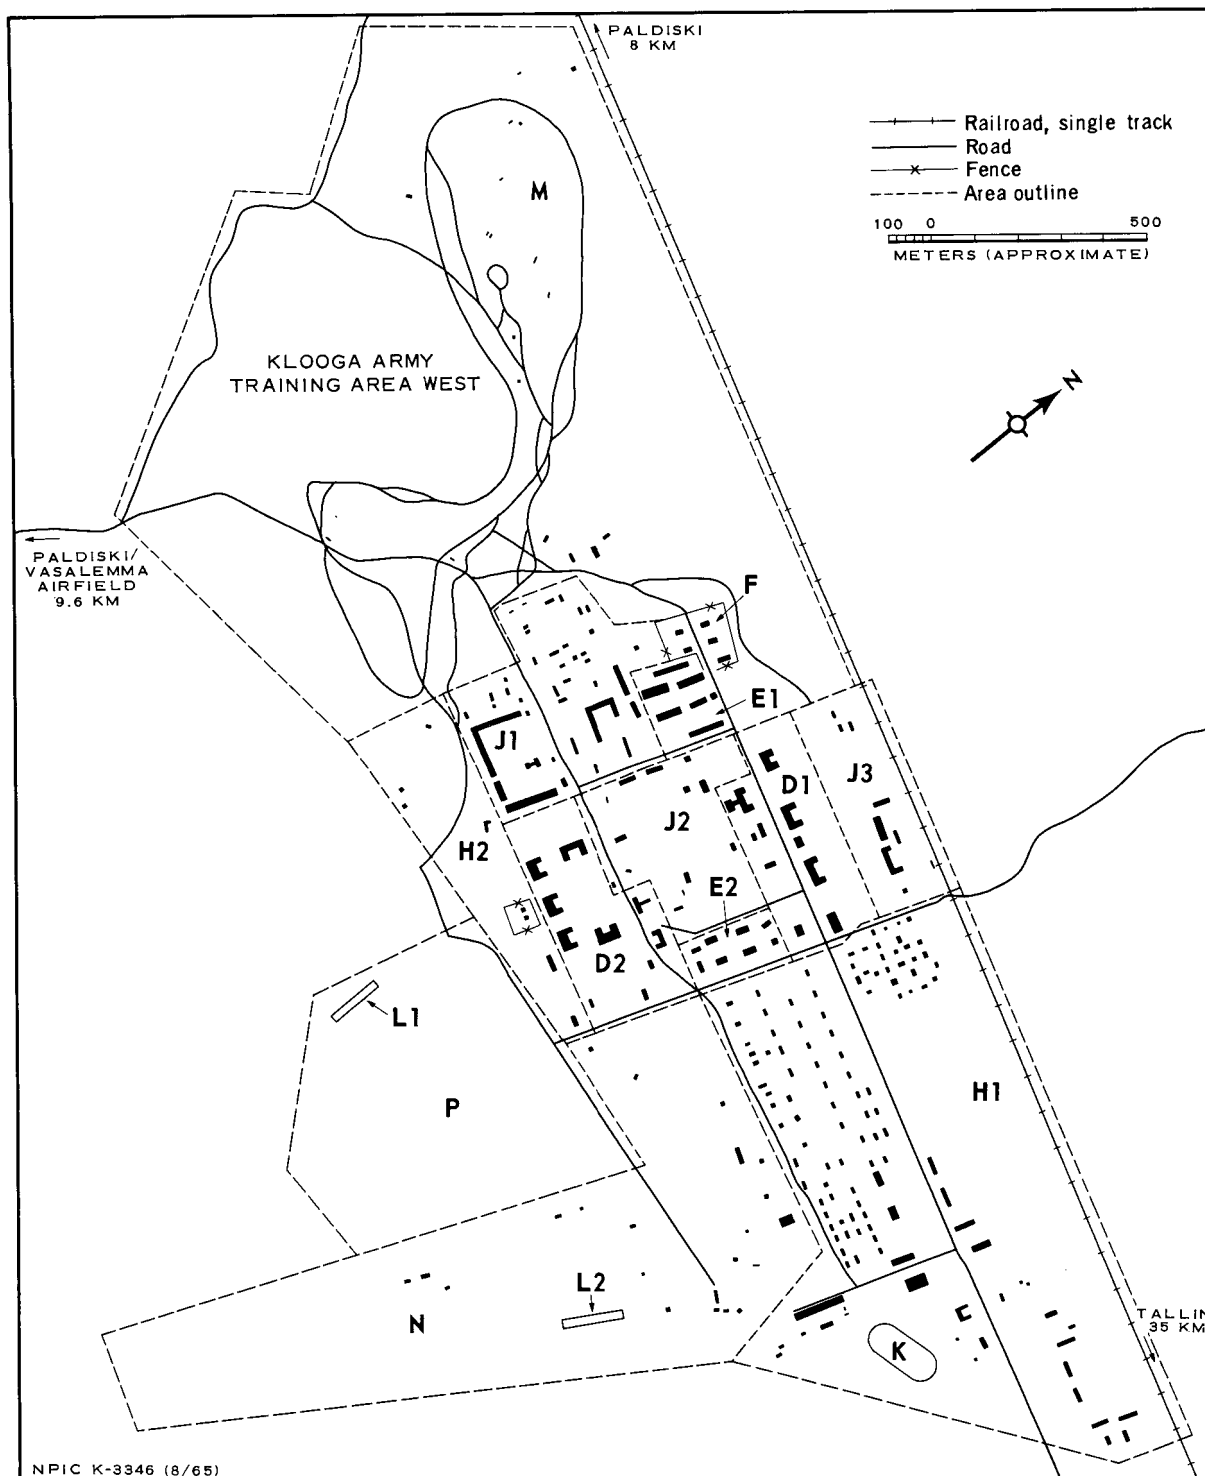 PALDISKI
8 KM
Railroad, single track
Road
Fence
Area outline
100 0 500
METERS (APPROXIMATE)
M
KLOOGA ARMY
TRAINING AREA WEST
N
PALDISKI/
VASALEMMA
AIRFIELD
9.6 KM
F
E1
J1
D1
J3
J2
H2
E2
D2
L1
H1
P
L2
N
K
TALLIN
35 KM
NPIC K-3346 (8/65)